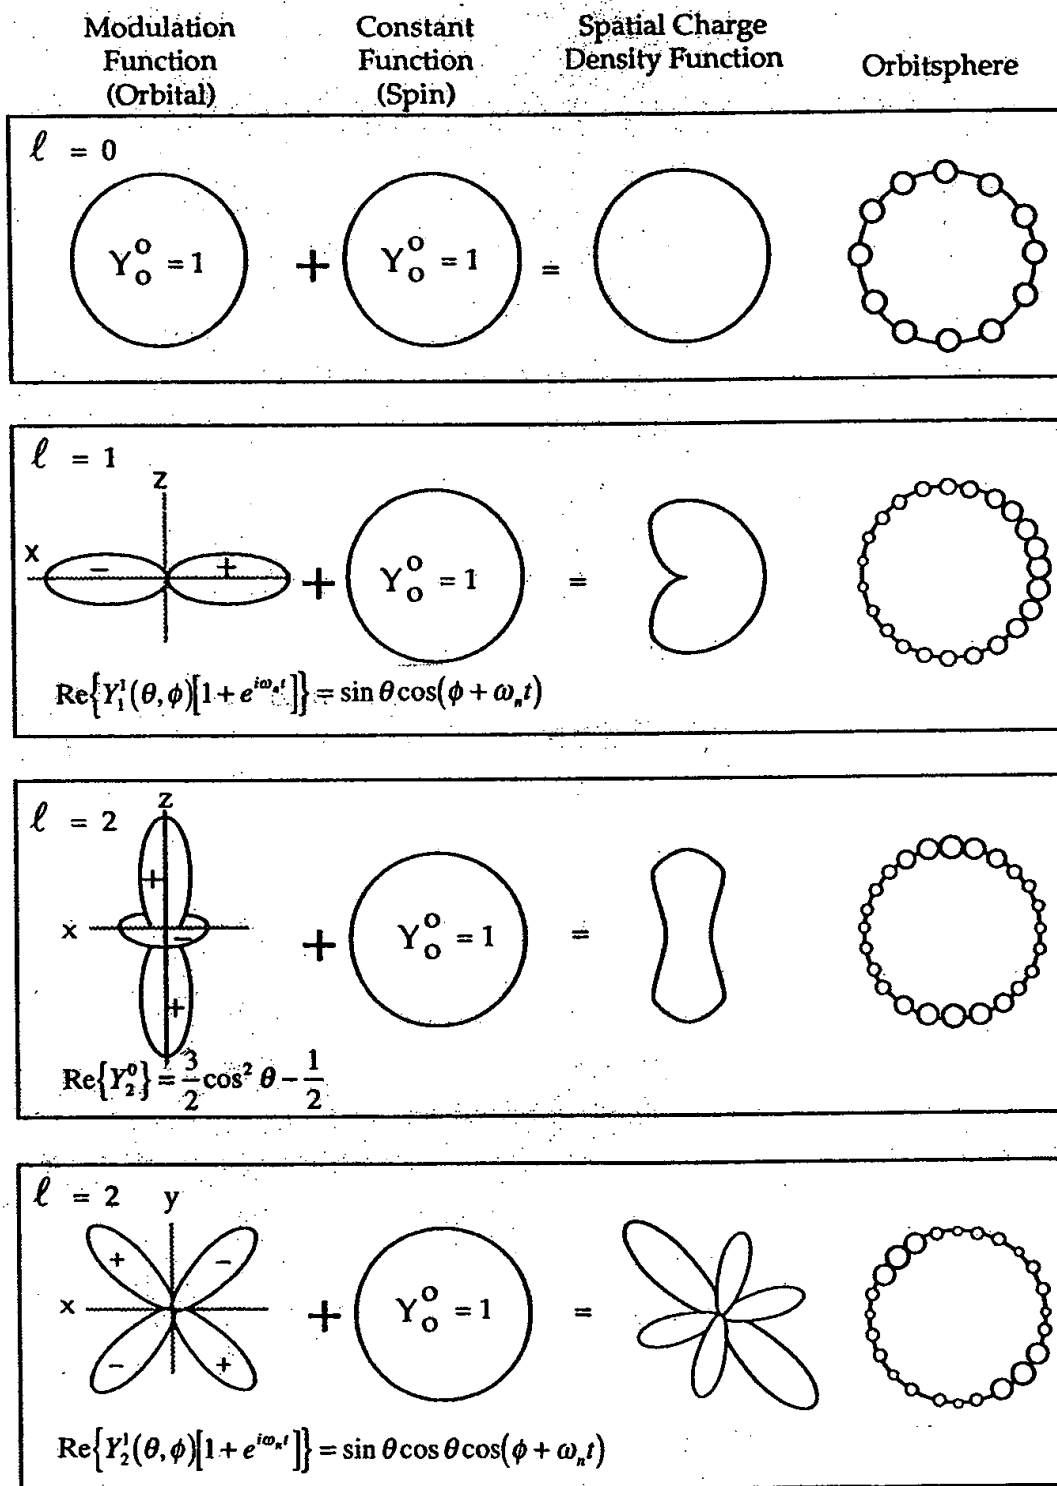 Modulation Function (Orbital)
Constant Function (Spin)
Spatial Charge Density Function
Orbitsphere
ℓ = 0
Y₀⁰ = 1
+
Y₀⁰ = 1
=
ℓ = 1
z
x
−
+
+
Y₀⁰ = 1
=
Re{Y₁¹(θ,ϕ)[1 + e^{iωₙt}]} = sin θ cos(ϕ + ωₙt)
ℓ = 2
z
+
x
−
+
+
Y₀⁰ = 1
=
Re{Y₂⁰} = 3/2 cos² θ − 1/2
ℓ = 2
y
+
−
x
−
+
+
Y₀⁰ = 1
=
Re{Y₂¹(θ,ϕ)[1 + e^{iωₙt}]} = sin θ cos θ cos(ϕ + ωₙt)